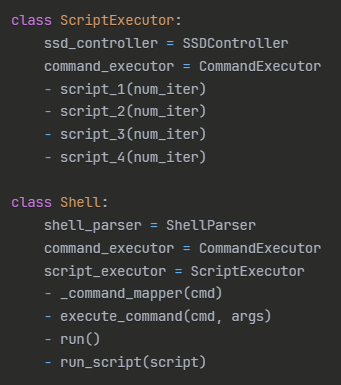 class ScriptExecutor:
    ssd_controller = SSDController
    command_executor = CommandExecutor
    - script_1(num_iter)
    - script_2(num_iter)
    - script_3(num_iter)
    - script_4(num_iter)

class Shell:
    shell_parser = ShellParser
    command_executor = CommandExecutor
    script_executor = ScriptExecutor
    - _command_mapper(cmd)
    - execute_command(cmd, args)
    - run()
    - run_script(script)